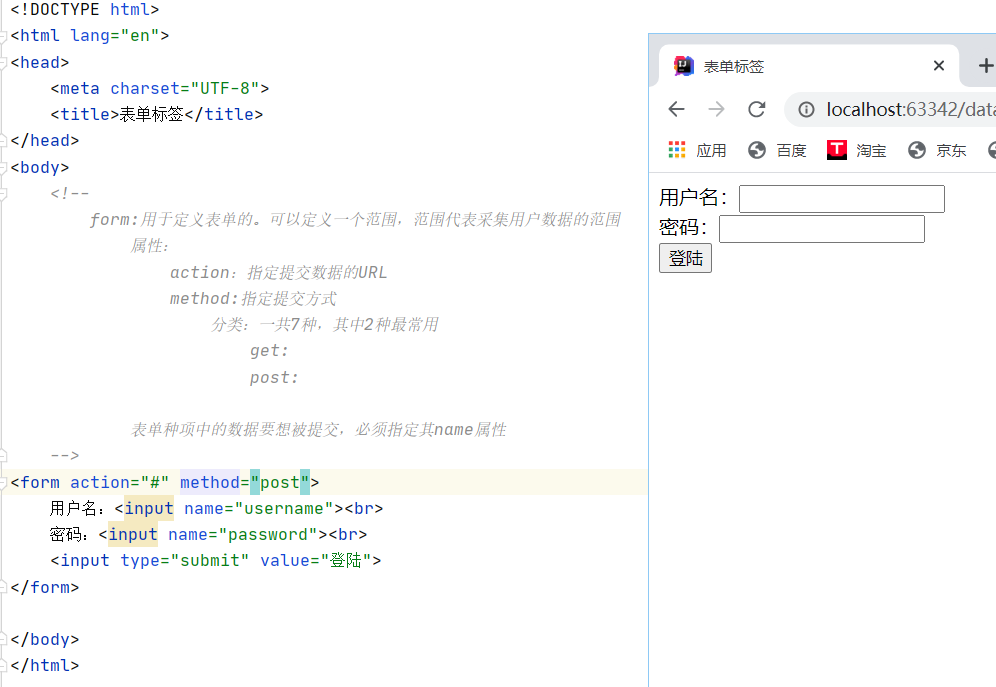 <!DOCTYPE html>
<html lang="en">
<head>
    <meta charset="UTF-8">
    <title>表单标签</title>
</head>
<body>
    <!--
        form:用于定义表单的。可以定义一个范围，范围代表采集用户数据的范围
            属性：
                action：指定提交数据的URL
                method:指定提交方式
                    分类：一共7种，其中2种最常用
                        get:
                        post:
            表单种项中的数据要想被提交，必须指定其name属性
    -->
<form action="#" method="post">
    用户名：<input name="username"><br>
    密码：<input name="password"><br>
    <input type="submit" value="登陆">
</form>
</body>
</html>
表单标签
localhost:63342/data
应用 百度 淘宝 京东
用户名：
密码：
登陆